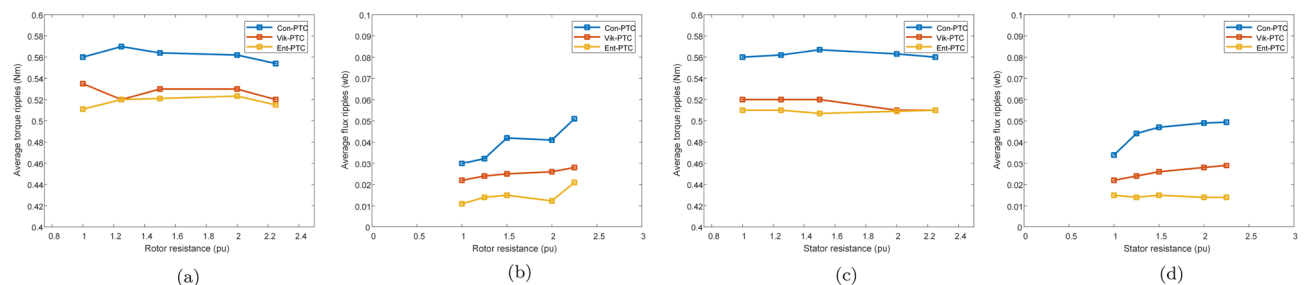 0.6
0.58
0.56
0.54
0.52
0.5
0.48
0.46
0.44
0.42
0.4
Average torque ripples (Nm)
Con-PTC
Vik-PTC
Ent-PTC
0.8 1 1.2 1.4 1.6 1.8 2 2.2 2.4
Rotor resistance (pu)
(a)
0.1
0.09
0.08
0.07
0.06
0.05
0.04
0.03
0.02
0.01
0
Average flux ripples (wb)
Con-PTC
Vik-PTC
Ent-PTC
0 0.5 1 1.5 2 2.5 3
Rotor resistance (pu)
(b)
0.6
0.58
0.56
0.54
0.52
0.5
0.48
0.46
0.44
0.42
0.4
Average torque ripples (Nm)
Con-PTC
Vik-PTC
Ent-PTC
0.8 1 1.2 1.4 1.6 1.8 2 2.2 2.4
Stator resistance (pu)
(c)
0.1
0.09
0.08
0.07
0.06
0.05
0.04
0.03
0.02
0.01
0
Average flux ripples (wb)
Con-PTC
Vik-PTC
Ent-PTC
0 0.5 1 1.5 2 2.5 3
Stator resistance (pu)
(d)